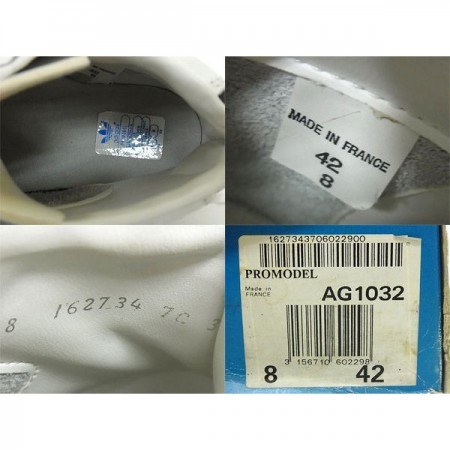 MADE IN FRANCE
42
8
8 162734 7C 3
1627343706022900
PROMODEL
Made in
FRANCE
AG1032
3 156710 602298
8 42